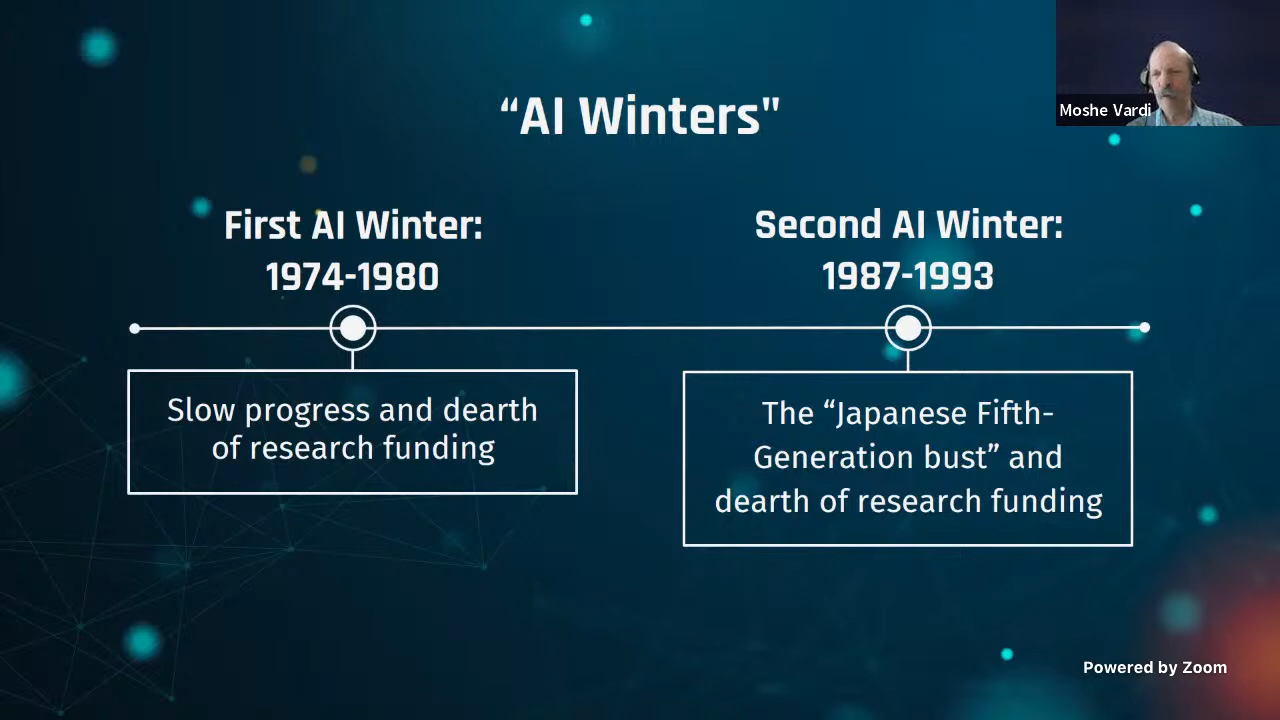 “AI Winters"
Moshe Vardi
First AI Winter:
1974-1980
Second AI Winter:
1987-1993
Slow progress and dearth
of research funding
The “Japanese Fifth-
Generation bust” and
dearth of research funding
Powered by Zoom